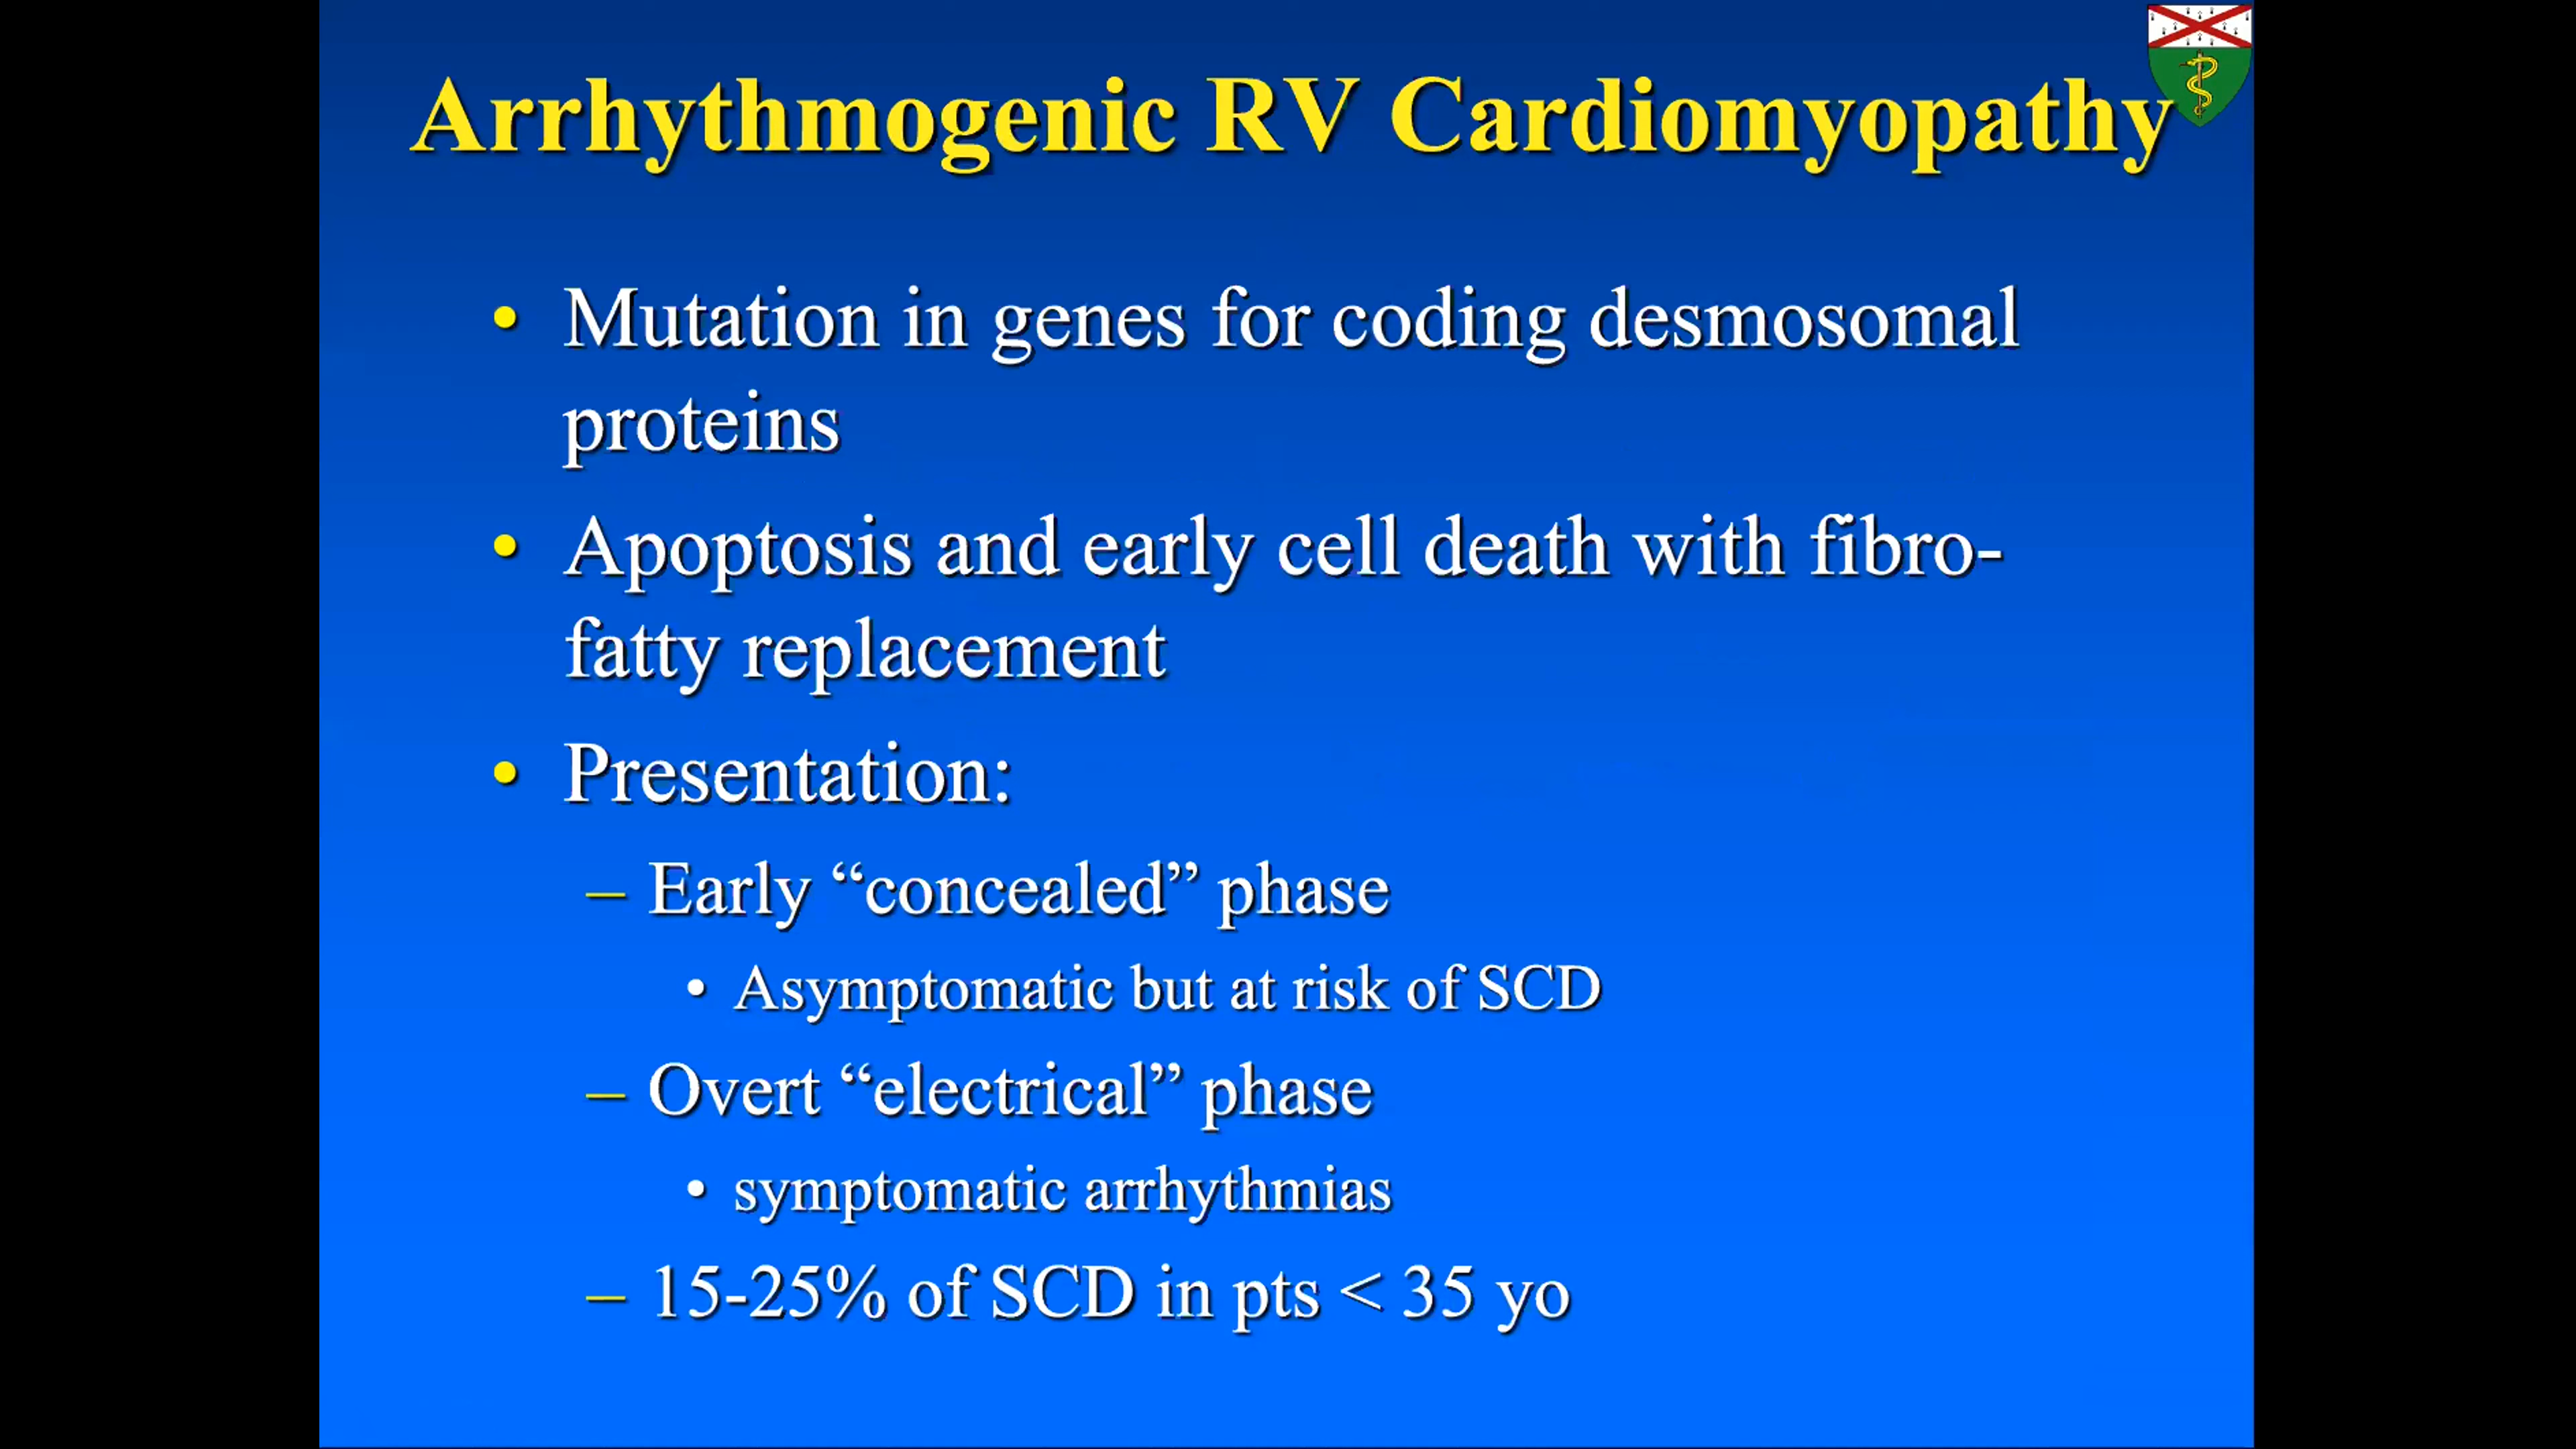 Arrhythmogenic RV Cardiomyopathy
• Mutation in genes for coding desmosomal
proteins
• Apoptosis and early cell death with fibro-
fatty replacement
• Presentation:
– Early “concealed” phase
• Asymptomatic but at risk of SCD
– Overt “electrical” phase
• symptomatic arrhythmias
– 15-25% of SCD in pts < 35 yo